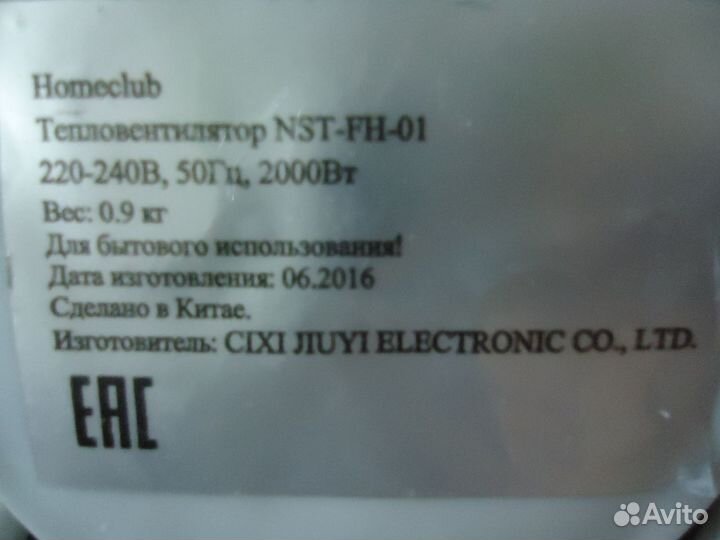 Homeclub
Тепловентилятор NST-FH-01
220-240В, 50Гц, 2000Вт
Вес: 0.9 кг
Для бытового использования!
Дата изготовления: 06.2016
Сделано в Китае.
Изготовитель: CIXI JIUYI ELECTRONIC CO., LTD.
EAC
Avito